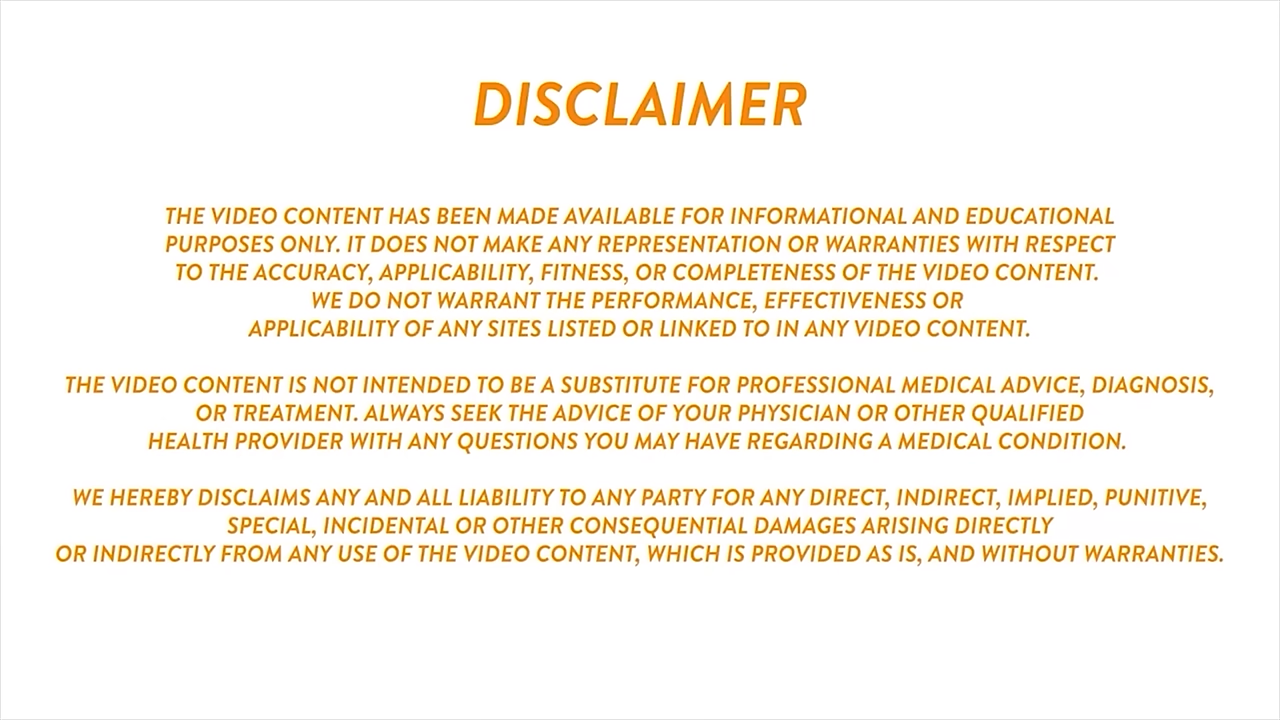 DISCLAIMER
THE VIDEO CONTENT HAS BEEN MADE AVAILABLE FOR INFORMATIONAL AND EDUCATIONAL
PURPOSES ONLY. IT DOES NOT MAKE ANY REPRESENTATION OR WARRANTIES WITH RESPECT
TO THE ACCURACY, APPLICABILITY, FITNESS, OR COMPLETENESS OF THE VIDEO CONTENT.
WE DO NOT WARRANT THE PERFORMANCE, EFFECTIVENESS OR
APPLICABILITY OF ANY SITES LISTED OR LINKED TO IN ANY VIDEO CONTENT.
THE VIDEO CONTENT IS NOT INTENDED TO BE A SUBSTITUTE FOR PROFESSIONAL MEDICAL ADVICE, DIAGNOSIS,
OR TREATMENT. ALWAYS SEEK THE ADVICE OF YOUR PHYSICIAN OR OTHER QUALIFIED
HEALTH PROVIDER WITH ANY QUESTIONS YOU MAY HAVE REGARDING A MEDICAL CONDITION.
WE HEREBY DISCLAIMS ANY AND ALL LIABILITY TO ANY PARTY FOR ANY DIRECT, INDIRECT, IMPLIED, PUNITIVE,
SPECIAL, INCIDENTAL OR OTHER CONSEQUENTIAL DAMAGES ARISING DIRECTLY
OR INDIRECTLY FROM ANY USE OF THE VIDEO CONTENT, WHICH IS PROVIDED AS IS, AND WITHOUT WARRANTIES.